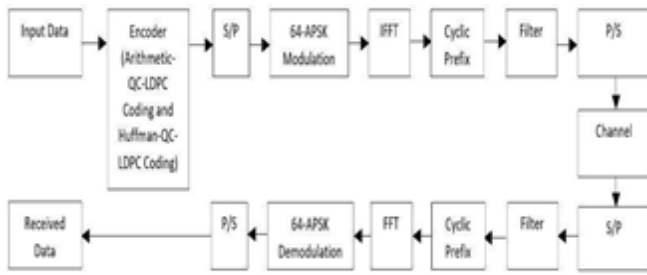 Input Data
Encoder
(Arithmetic-
QC-LDPC
Coding and
Huffman-QC-
LDPC Coding)
S/P
64-APSK
Modulation
IFFT
Cyclic
Prefix
Filter
P/S
Channel
S/P
Filter
Cyclic
Prefix
FFT
64-APSK
Demodulation
P/S
Received
Data